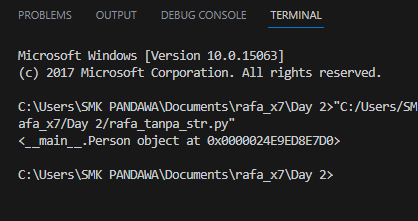 PROBLEMS OUTPUT DEBUG CONSOLE TERMINAL
Microsoft Windows [Version 10.0.15063]
(c) 2017 Microsoft Corporation. All rights reserved.
C:\Users\SMK PANDAWA\Documents\rafa_x7\Day 2>"C:/Users/SM
afa_x7/Day 2/rafa_tanpa_str.py"
<__main__.Person object at 0x0000024E9ED8E7D0>
C:\Users\SMK PANDAWA\Documents\rafa_x7\Day 2>